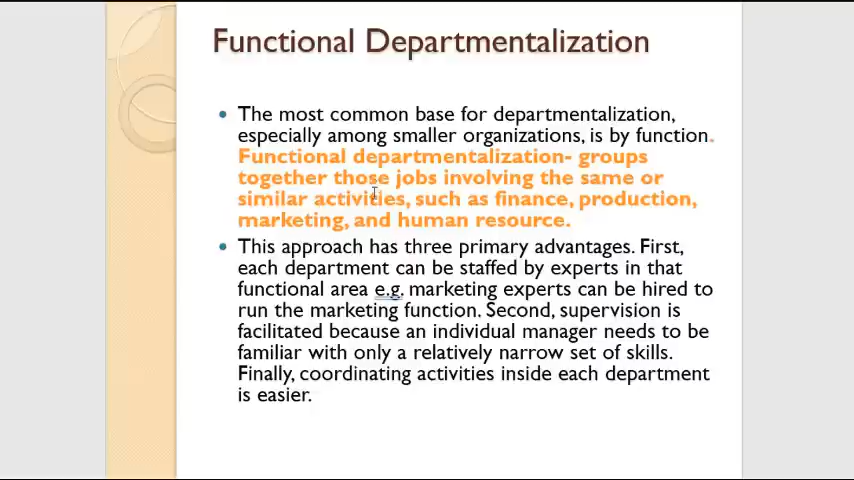 Functional Departmentalization
• The most common base for departmentalization,
especially among smaller organizations, is by function.
Functional departmentalization- groups
together those jobs involving the same or
similar activities, such as finance, production,
marketing, and human resource.
• This approach has three primary advantages. First,
each department can be staffed by experts in that
functional area e.g. marketing experts can be hired to
run the marketing function. Second, supervision is
facilitated because an individual manager needs to be
familiar with only a relatively narrow set of skills.
Finally, coordinating activities inside each department
is easier.